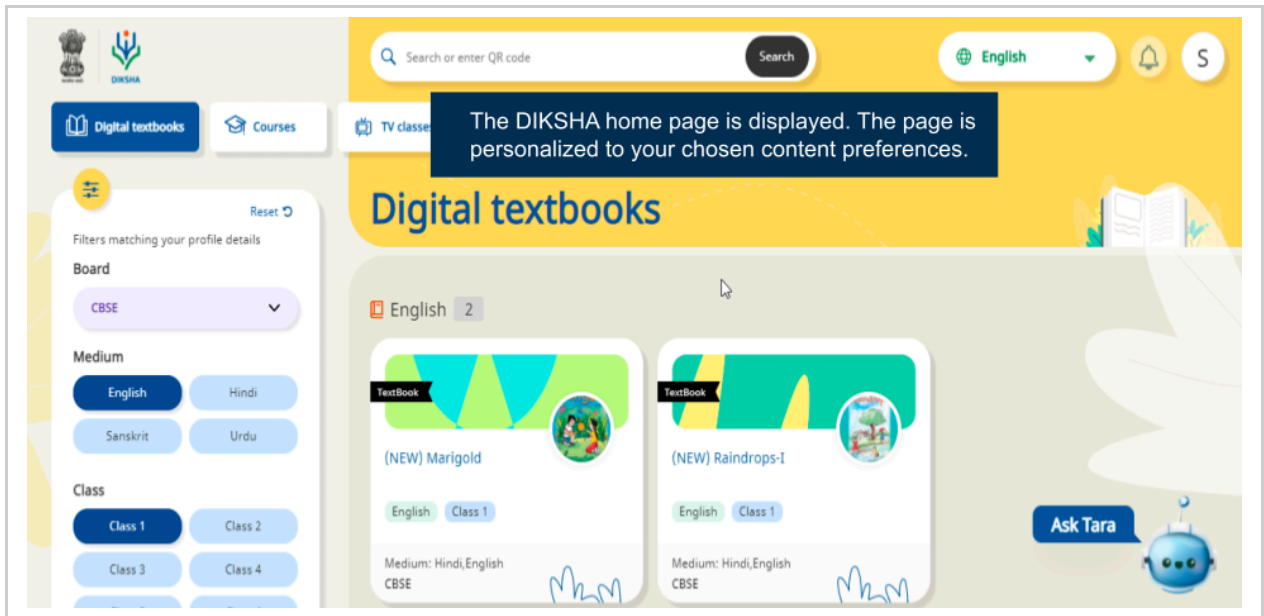 DIKSHA
Search or enter QR code
Search
English
S
Digital textbooks
Courses
TV classes
The DIKSHA home page is displayed. The page is
personalized to your chosen content preferences.
Digital textbooks
Reset
Filters matching your profile details
Board
CBSE
Medium
English
Hindi
Sanskrit
Urdu
Class
Class 1
Class 2
Class 3
Class 4
English 2
TextBook
(NEW) Marigold
English
Class 1
Medium: Hindi,English
CBSE
TextBook
(NEW) Raindrops-I
English
Class 1
Medium: Hindi,English
CBSE
Ask Tara